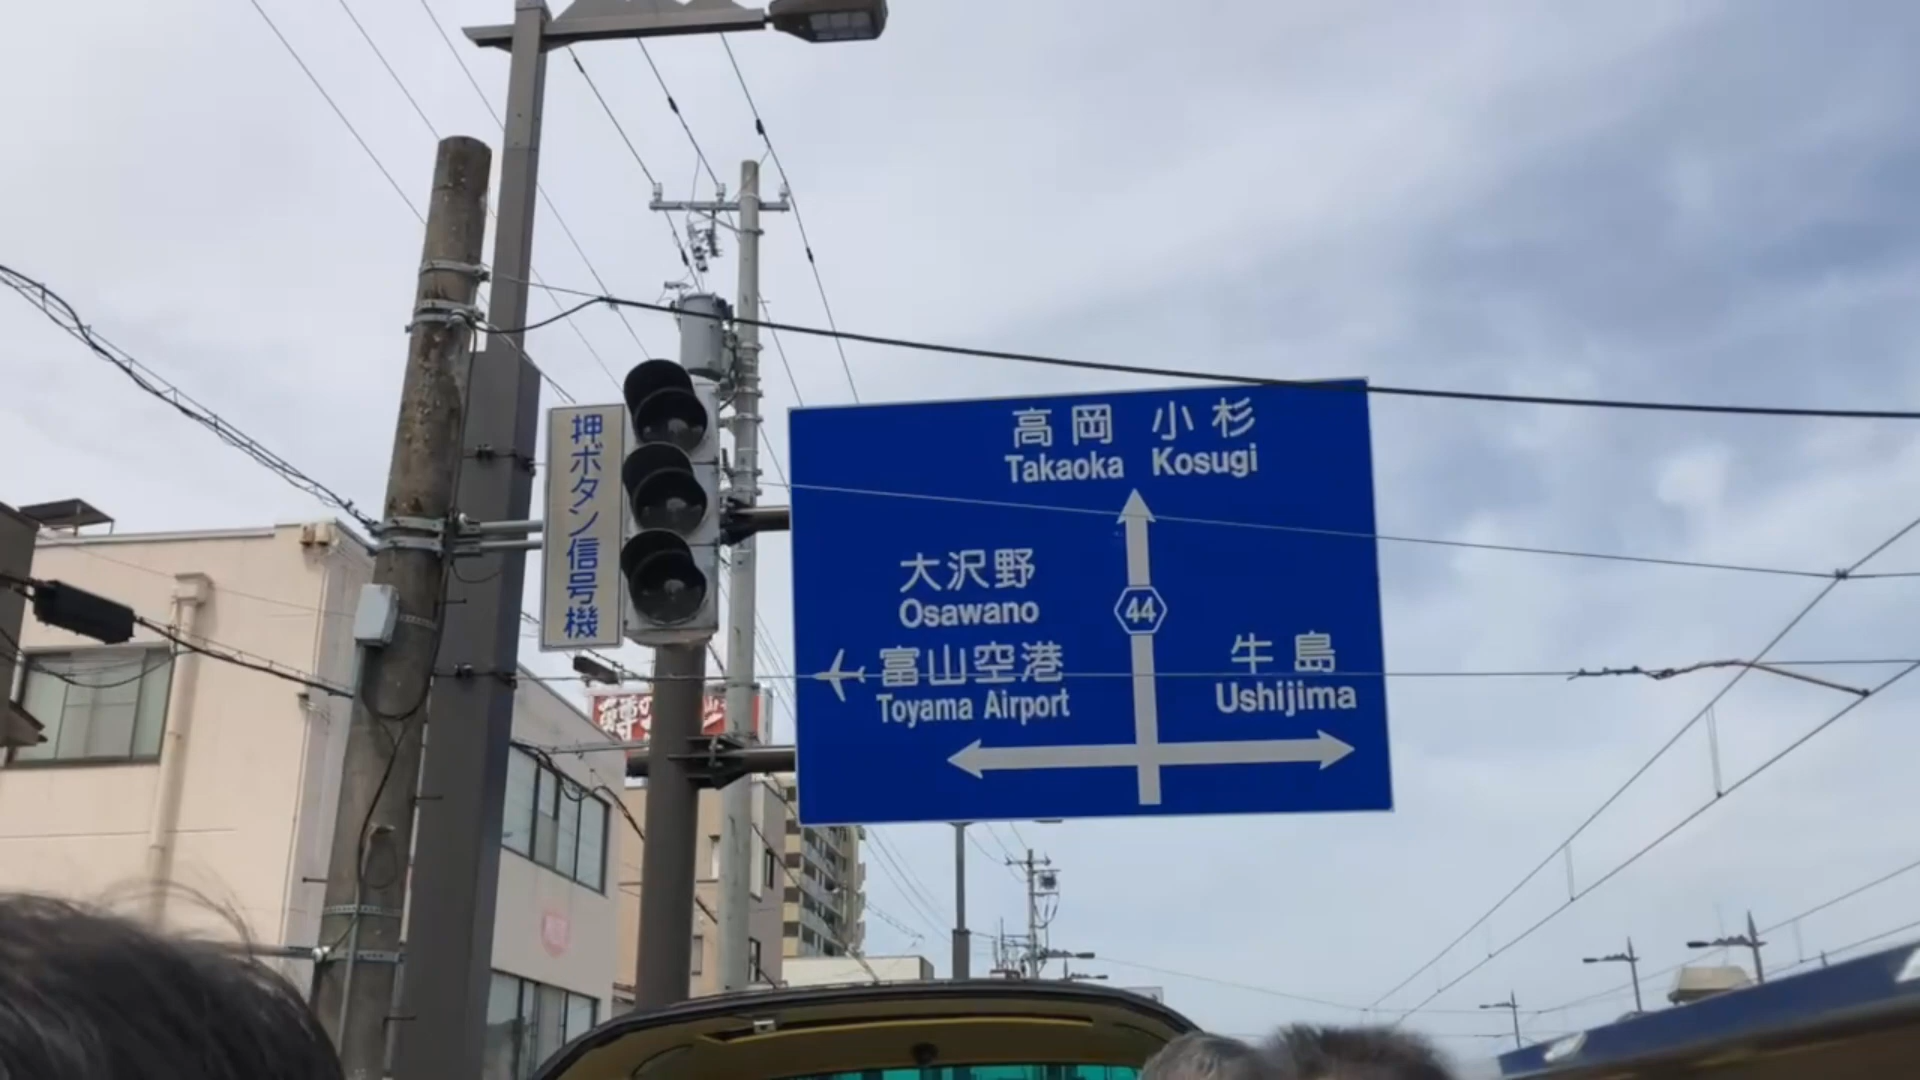 押ボタン信号機
高岡 小杉
Takaoka Kosugi
大沢野
Osawano
44
富山空港
Toyama Airport
牛島
Ushijima